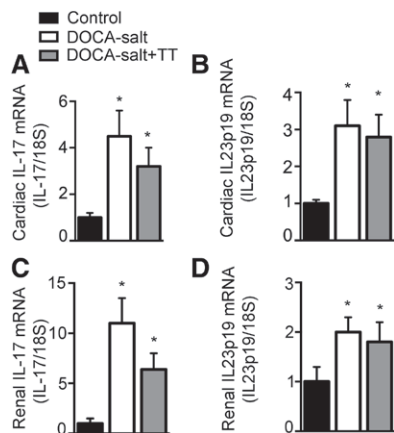 Control
DOCA-salt
DOCA-salt+TT
A
Cardiac IL-17 mRNA
(IL-17/18S)
6
4
2
0
*
*
B
Cardiac IL23p19 mRNA
(IL23p19/18S)
4
3
2
1
0
*
*
C
Renal IL-17 mRNA
(IL-17/18S)
15
10
5
0
*
*
D
Renal IL23p19 mRNA
(IL23p19/18S)
3
2
1
0
*
*